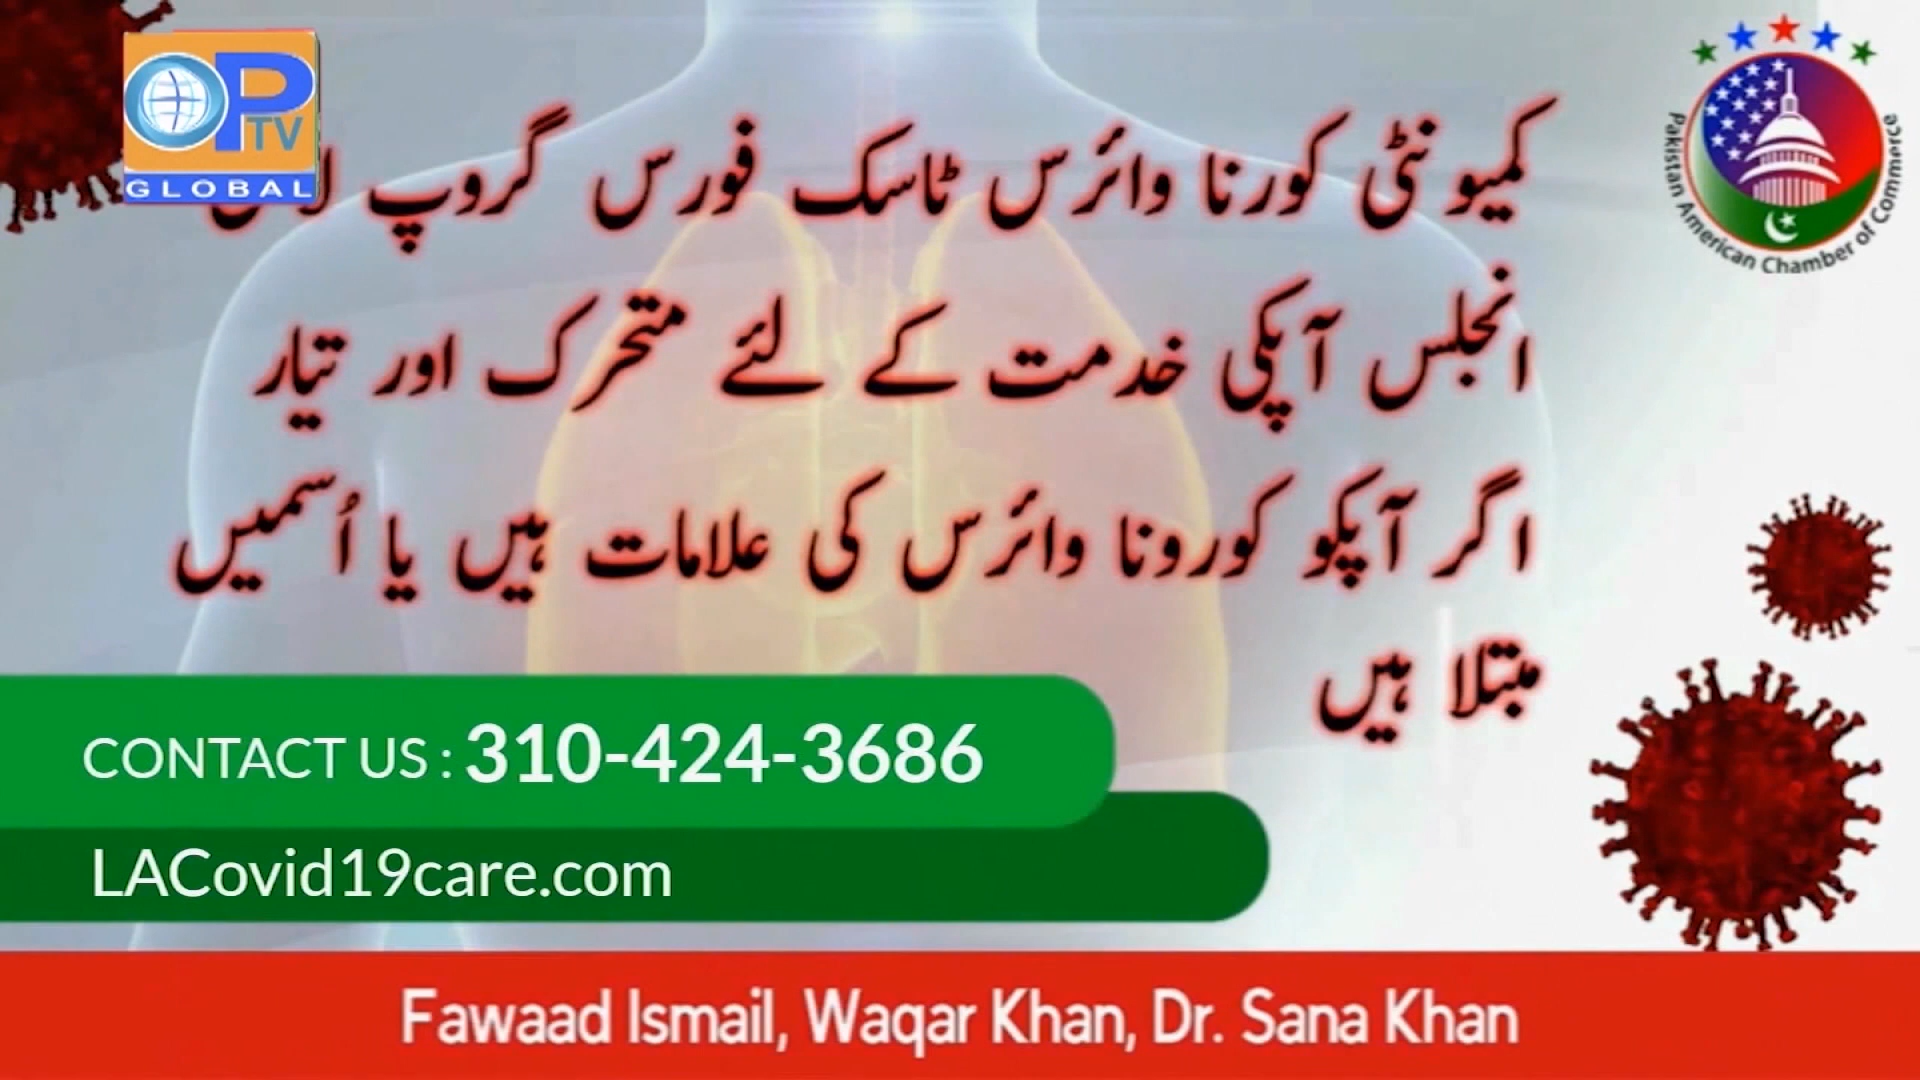 OPTV
GLOBAL
Pakistan American Chamber of Commerce
کمیونٹی کورنا وائرس ٹاسک فورس گروپ
انجلس آپکی خدمت کے لئے متحرک اور تیار
اگر آپکو کورونا وائرس کی علامات ہیں یا اُسمیں
مبتلا ہیں
CONTACT US : 310-424-3686
LACovid19care.com
Fawaad Ismail, Waqar Khan, Dr. Sana Khan